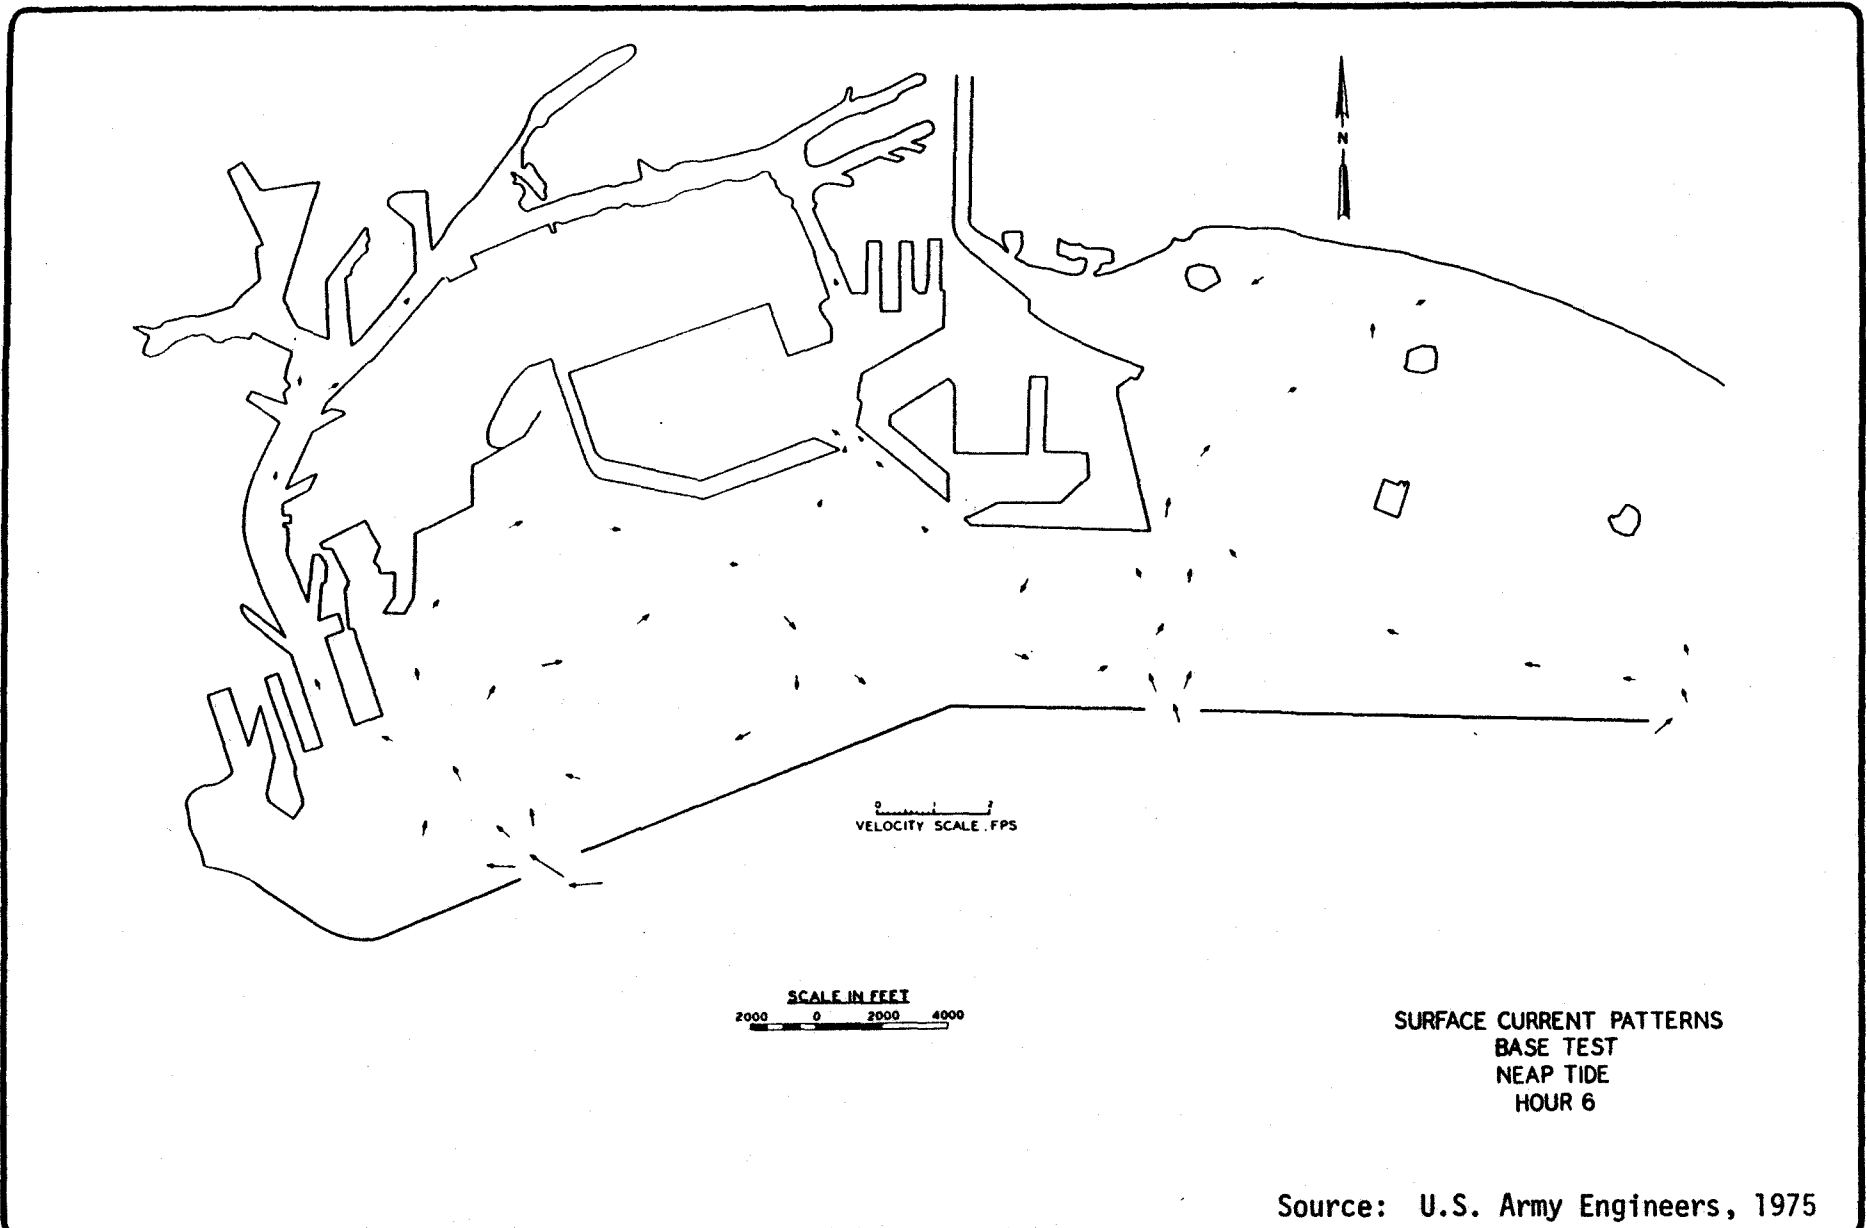 N
0 1 2
VELOCITY SCALE, FPS
SCALE IN FEET
2000 0 2000 4000
SURFACE CURRENT PATTERNS
BASE TEST
NEAP TIDE
HOUR 6
Source: U.S. Army Engineers, 1975